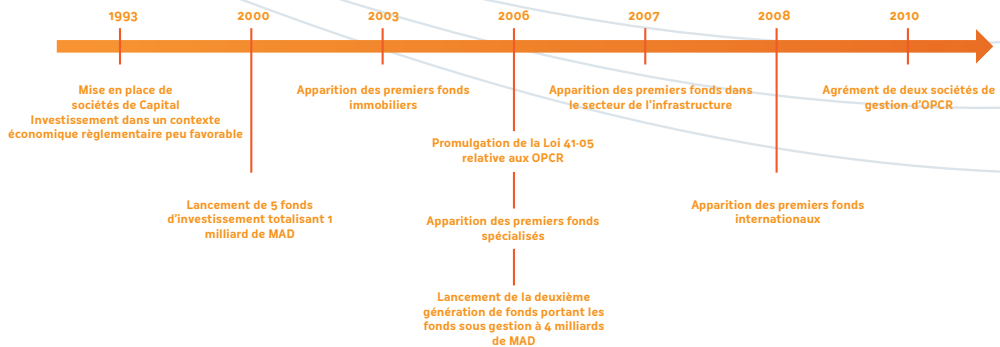 1993
2000
2003
2006
2007
2008
2010
Mise en place de
sociétés de Capital
Investissement dans un contexte
économique règlementaire peu favorable
Lancement de 5 fonds
d'investissement totalisant 1
milliard de MAD
Apparition des premiers fonds
immobiliers
Promulgation de la Loi 41-05
relative aux OPCR
Apparition des premiers fonds
spécialisés
Lancement de la deuxième
génération de fonds portant les
fonds sous gestion à 4 milliards
de MAD
Apparition des premiers fonds dans
le secteur de l'infrastructure
Apparition des premiers fonds
internationaux
Agrément de deux sociétés de
gestion d'OPCR